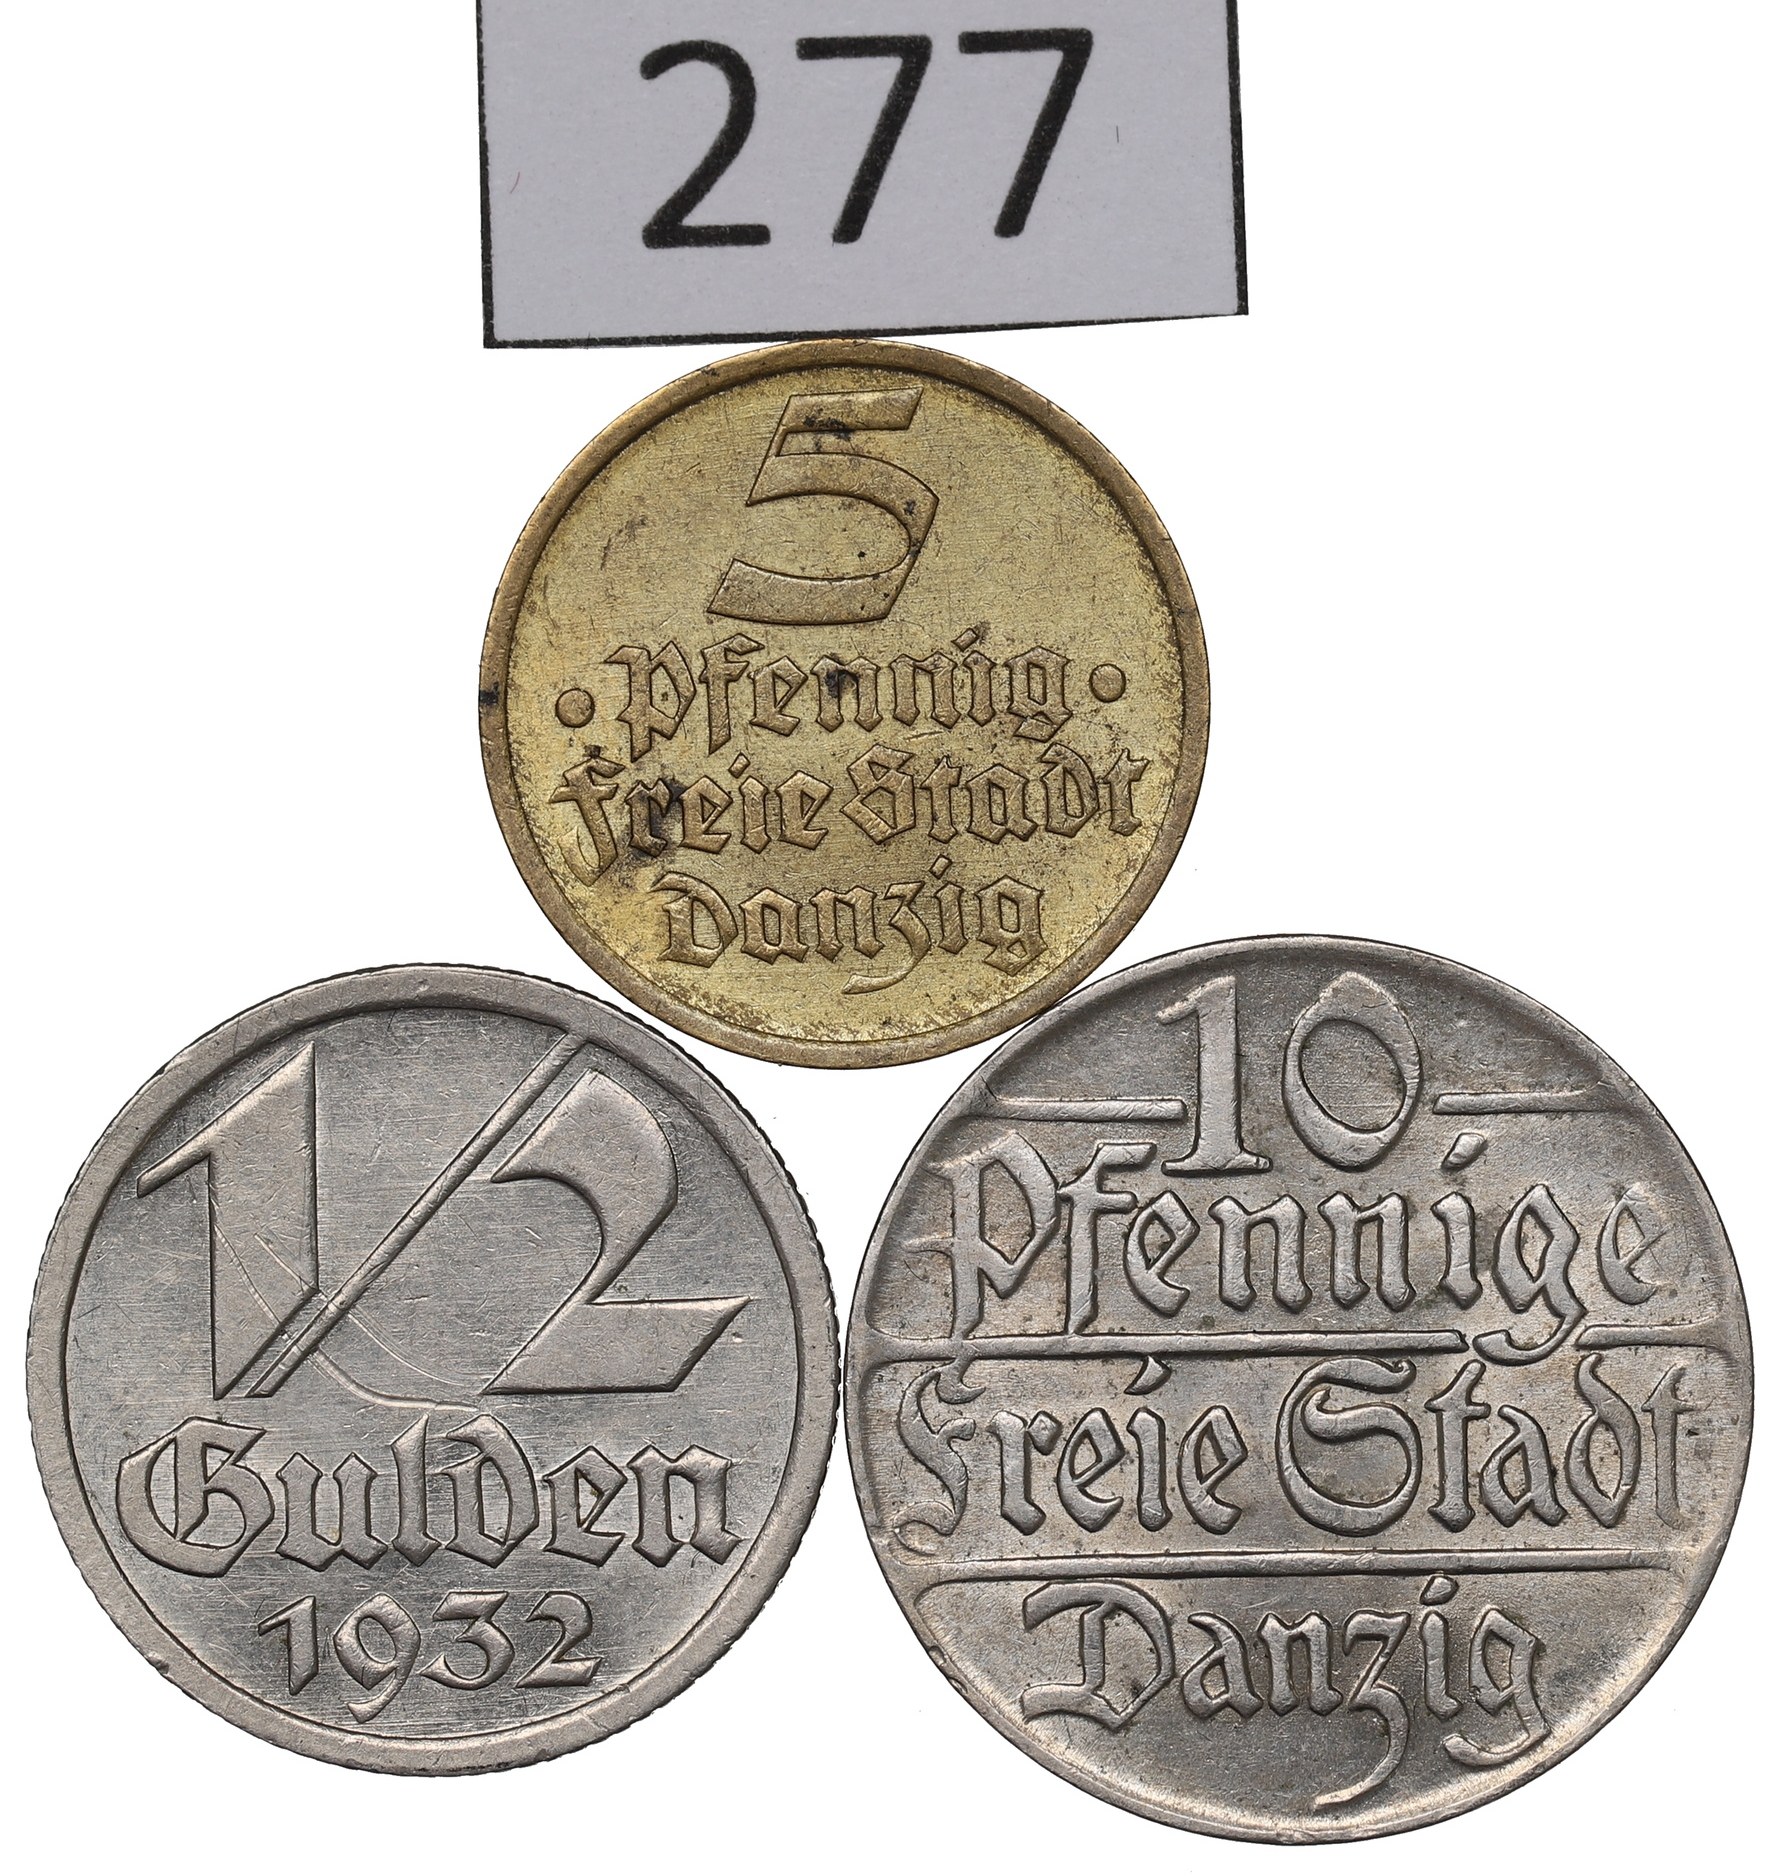 277
5
• Pfennig •
Freie Stadt
Danzig
1/2
Gulden
1932
10
Pfennige
Freie Stadt
Danzig